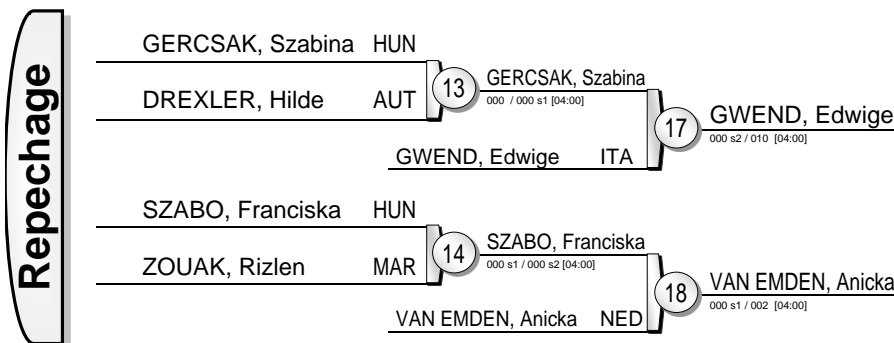 Repechage
GERCSAK, Szabina HUN
DREXLER, Hilde AUT
13
GERCSAK, Szabina
000 / 000 s1 [04:00]
GWEND, Edwige ITA
17
GWEND, Edwige
000 s2 / 010 [04:00]
SZABO, Franciska HUN
ZOUAK, Rizlen MAR
14
SZABO, Franciska
000 s1 / 000 s2 [04:00]
VAN EMDEN, Anicka NED
18
VAN EMDEN, Anicka
000 s1 / 002 [04:00]